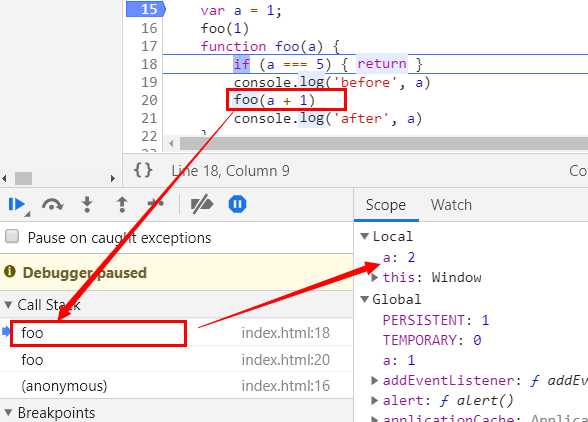 15 var a = 1;
16 foo(1)
17 function foo(a) {
18 if (a === 5) { return }
19 console.log('before', a)
20 foo(a + 1)
21 console.log('after', a)
22 }
{} Line 18, Column 9 Co
Scope Watch
Pause on caught exceptions
Debugger paused
Call Stack
foo index.html:18
foo index.html:20
(anonymous) index.html:16
Breakpoints
Local
a: 2
this: Window
Global
PERSISTENT: 1
TEMPORARY: 0
a: 1
addEventListener: ƒ addEv
alert: ƒ alert()
applicationCache: Applicati